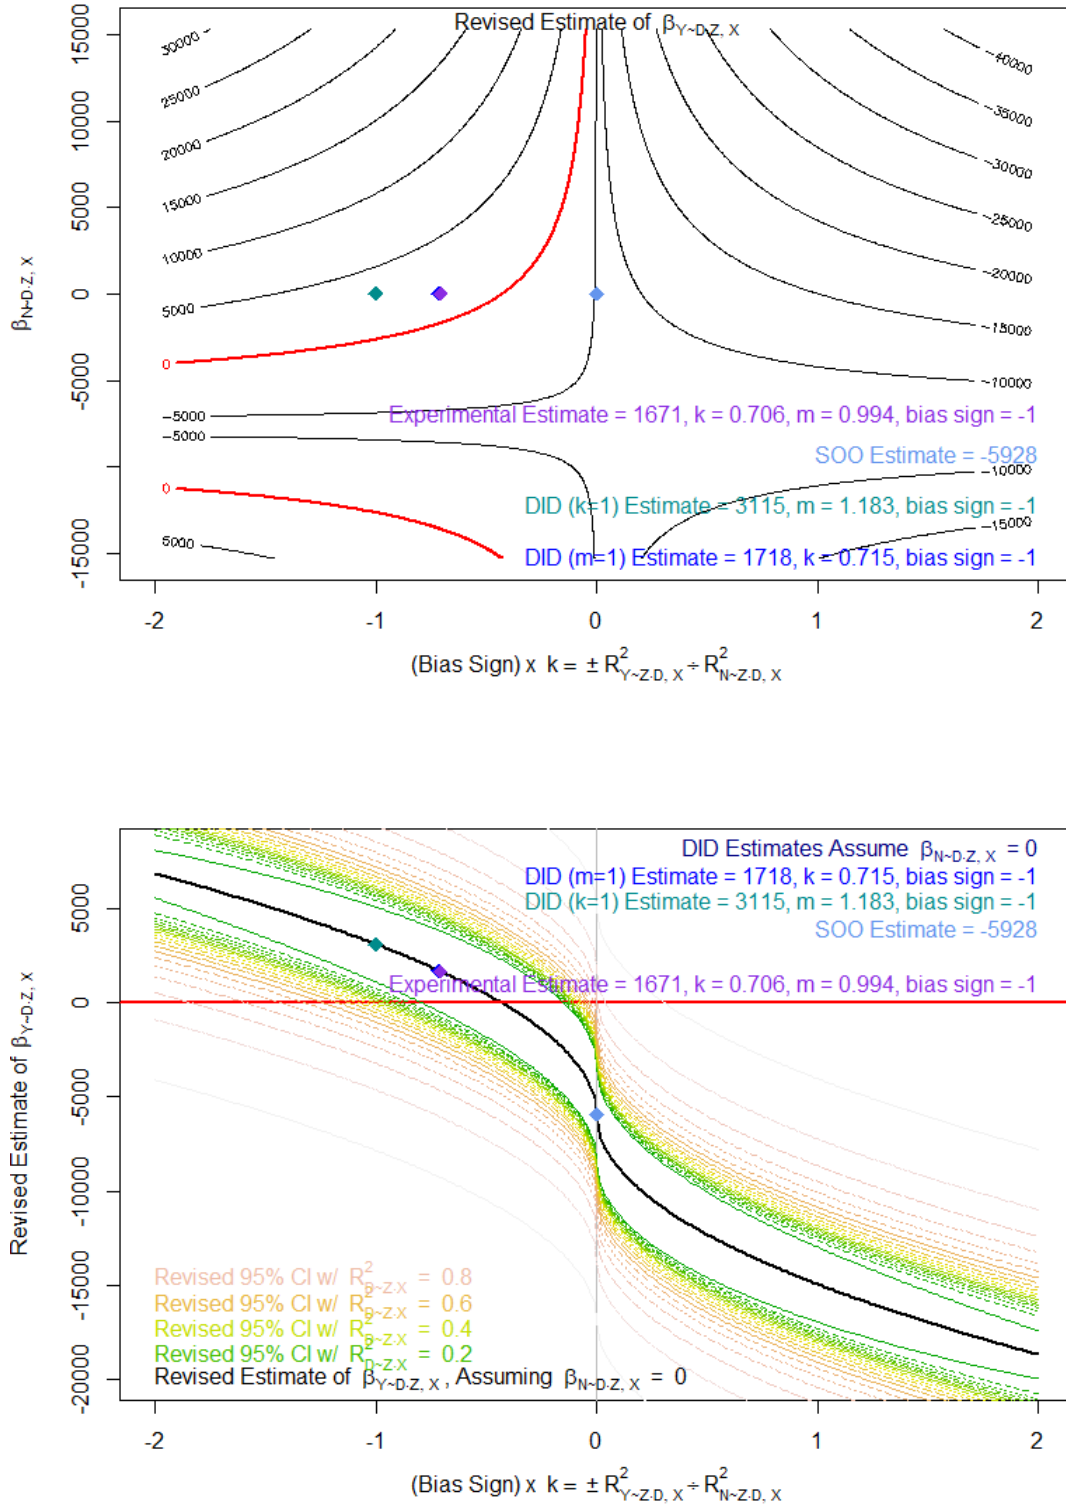 Revised Estimate of β Y~D·Z, X
15000
10000
5000
0
-5000
-15000
β N~D·Z, X
30000
25000
20000
15000
10000
5000
0
-5000
-5000
0
5000
-40000
-35000
-30000
-25000
-20000
-15000
-10000
-10000
-15000
Experimental Estimate = 1671, k = 0.706, m = 0.994, bias sign = -1
SOO Estimate = -5928
DID (k=1) Estimate = 3115, m = 1.183, bias sign = -1
DID (m=1) Estimate = 1718, k = 0.715, bias sign = -1
-2 -1 0 1 2
(Bias Sign) x k = ± R²Y~Z·D, X ÷ R²N~Z·D, X
DID Estimates Assume β N~D·Z, X = 0
DID (m=1) Estimate = 1718, k = 0.715, bias sign = -1
DID (k=1) Estimate = 3115, m = 1.183, bias sign = -1
SOO Estimate = -5928
Experimental Estimate = 1671, k = 0.706, m = 0.994, bias sign = -1
5000
0
-5000
-10000
-15000
-20000
Revised Estimate of β Y~D·Z, X
Revised 95% CI w/ R²D~Z·X = 0.8
Revised 95% CI w/ R²D~Z·X = 0.6
Revised 95% CI w/ R²D~Z·X = 0.4
Revised 95% CI w/ R²D~Z·X = 0.2
Revised Estimate of β Y~D·Z, X , Assuming β N~D·Z, X = 0
-2 -1 0 1 2
(Bias Sign) x k = ± R²Y~Z·D, X ÷ R²N~Z·D, X